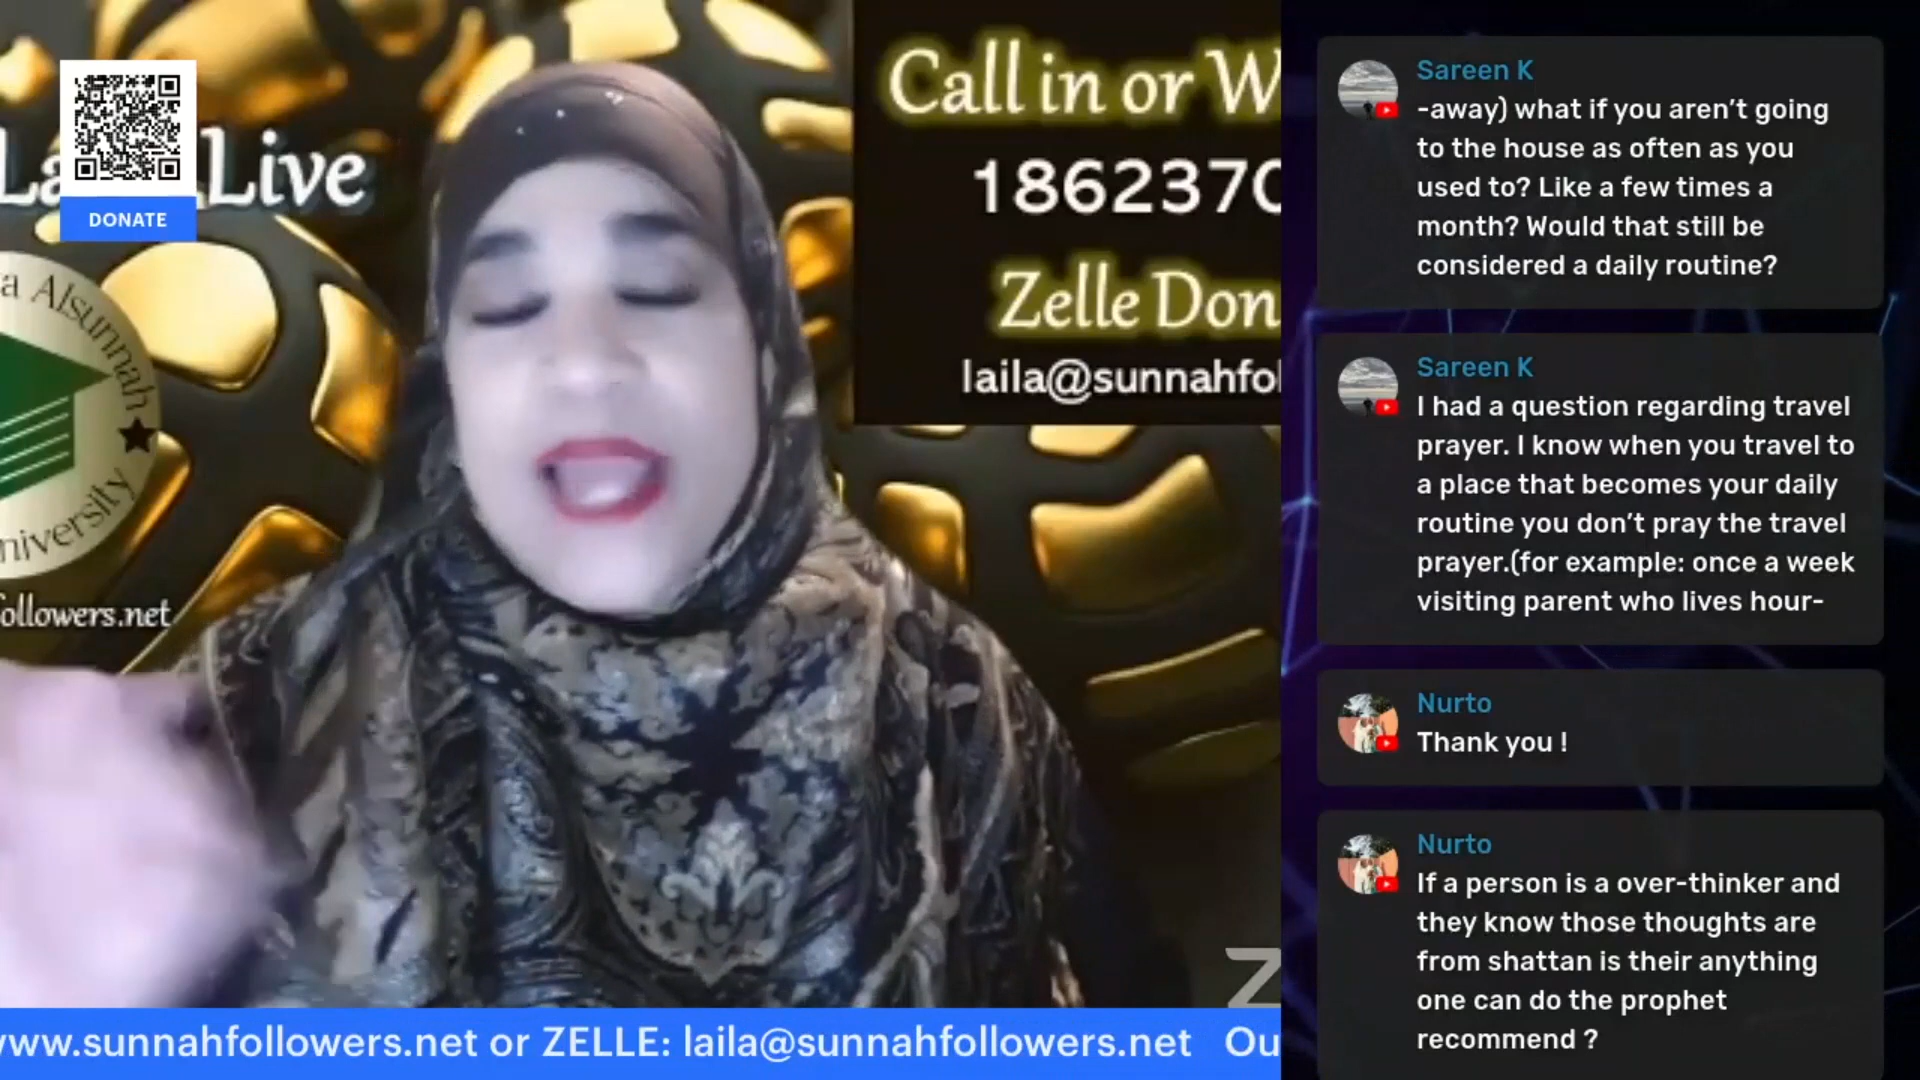 Live
DONATE
a Alsunnah
niversity
ollowers.net
Call in or W
1862370
Zelle Don
laila@sunnahfol
www.sunnahfollowers.net or ZELLE: laila@sunnahfollowers.net Ou
Sareen K
-away) what if you aren’t going
to the house as often as you
used to? Like a few times a
month? Would that still be
considered a daily routine?
Sareen K
I had a question regarding travel
prayer. I know when you travel to
a place that becomes your daily
routine you don’t pray the travel
prayer.(for example: once a week
visiting parent who lives hour-
Nurto
Thank you !
Nurto
If a person is a over-thinker and
they know those thoughts are
from shattan is their anything
one can do the prophet
recommend ?